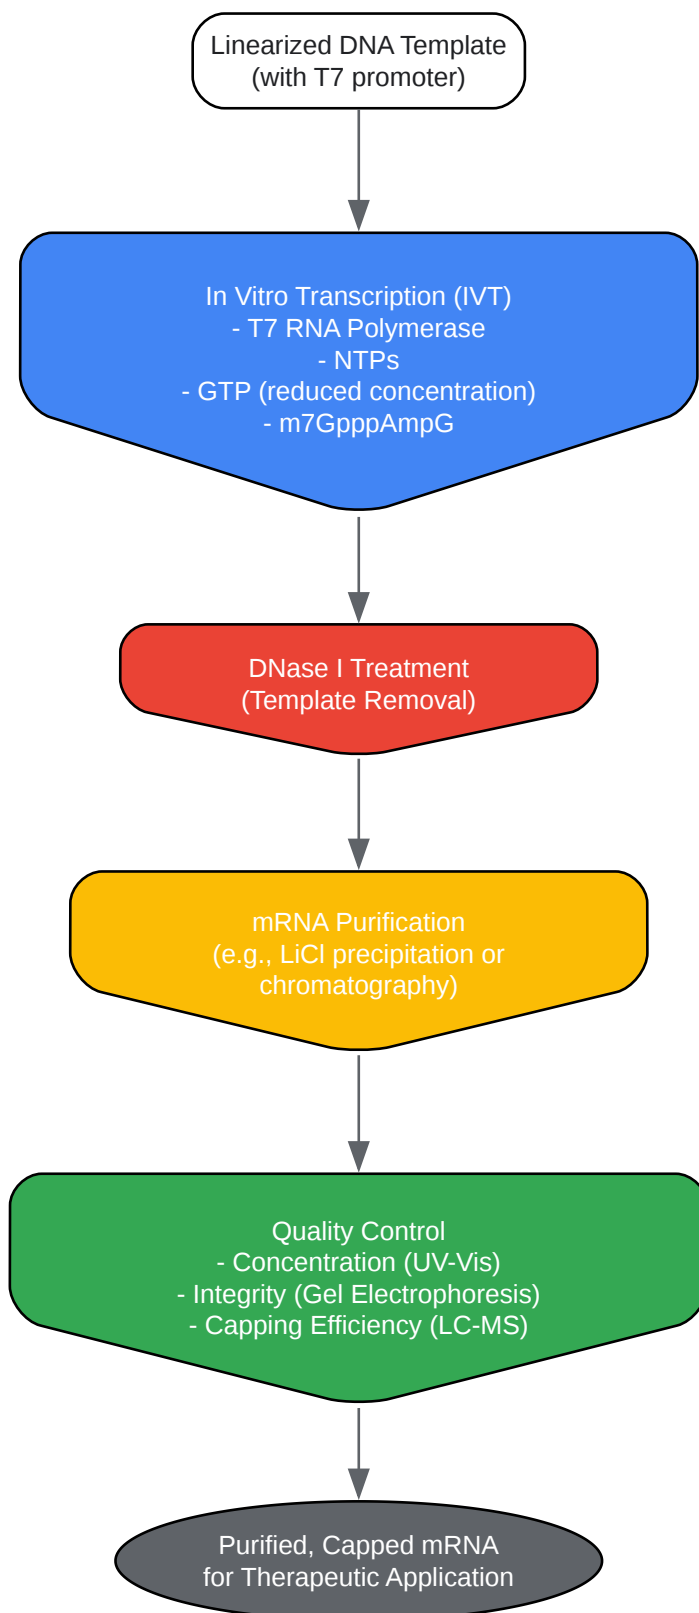 Linearized DNA Template
(with T7 promoter)
In Vitro Transcription (IVT)
- T7 RNA Polymerase
- NTPs
- GTP (reduced concentration)
- m7GpppAmpG
DNase I Treatment
(Template Removal)
mRNA Purification
(e.g., LiCl precipitation or
chromatography)
Quality Control
- Concentration (UV-Vis)
- Integrity (Gel Electrophoresis)
- Capping Efficiency (LC-MS)
Purified, Capped mRNA
for Therapeutic Application